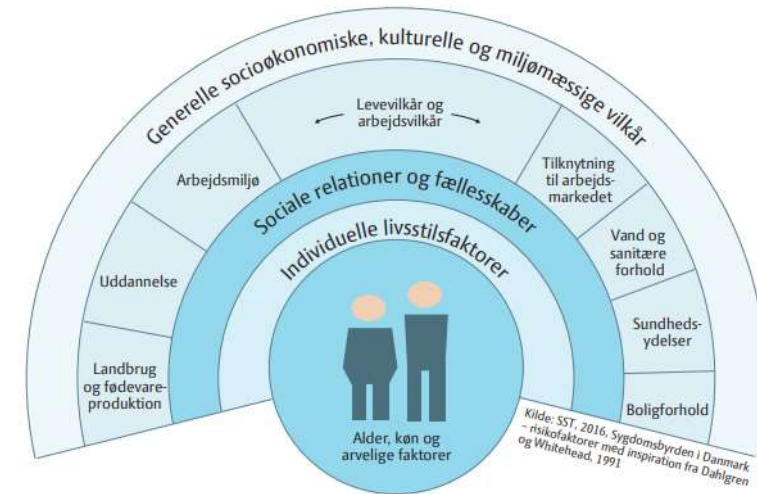 Generelle socioøkonomiske, kulturelle og miljømæssige vilkår
Levevilkår og
arbejdsvilkår
Arbejdsmiljø
Tilknytning
til arbejds-
markedet
Sociale relationer og fællesskaber
Individuelle livsstilsfaktorer
Uddannelse
Vand og
sanitære
forhold
Landbrug
og fødevare-
produktion
Sundheds-
ydelser
Boligforhold
Alder, køn og
arvelige faktorer
Kilde: SST, 2016, Sygdomsbyrden i Danmark
– risikofaktorer med inspiration fra Dahlgren
og Whitehead, 1991